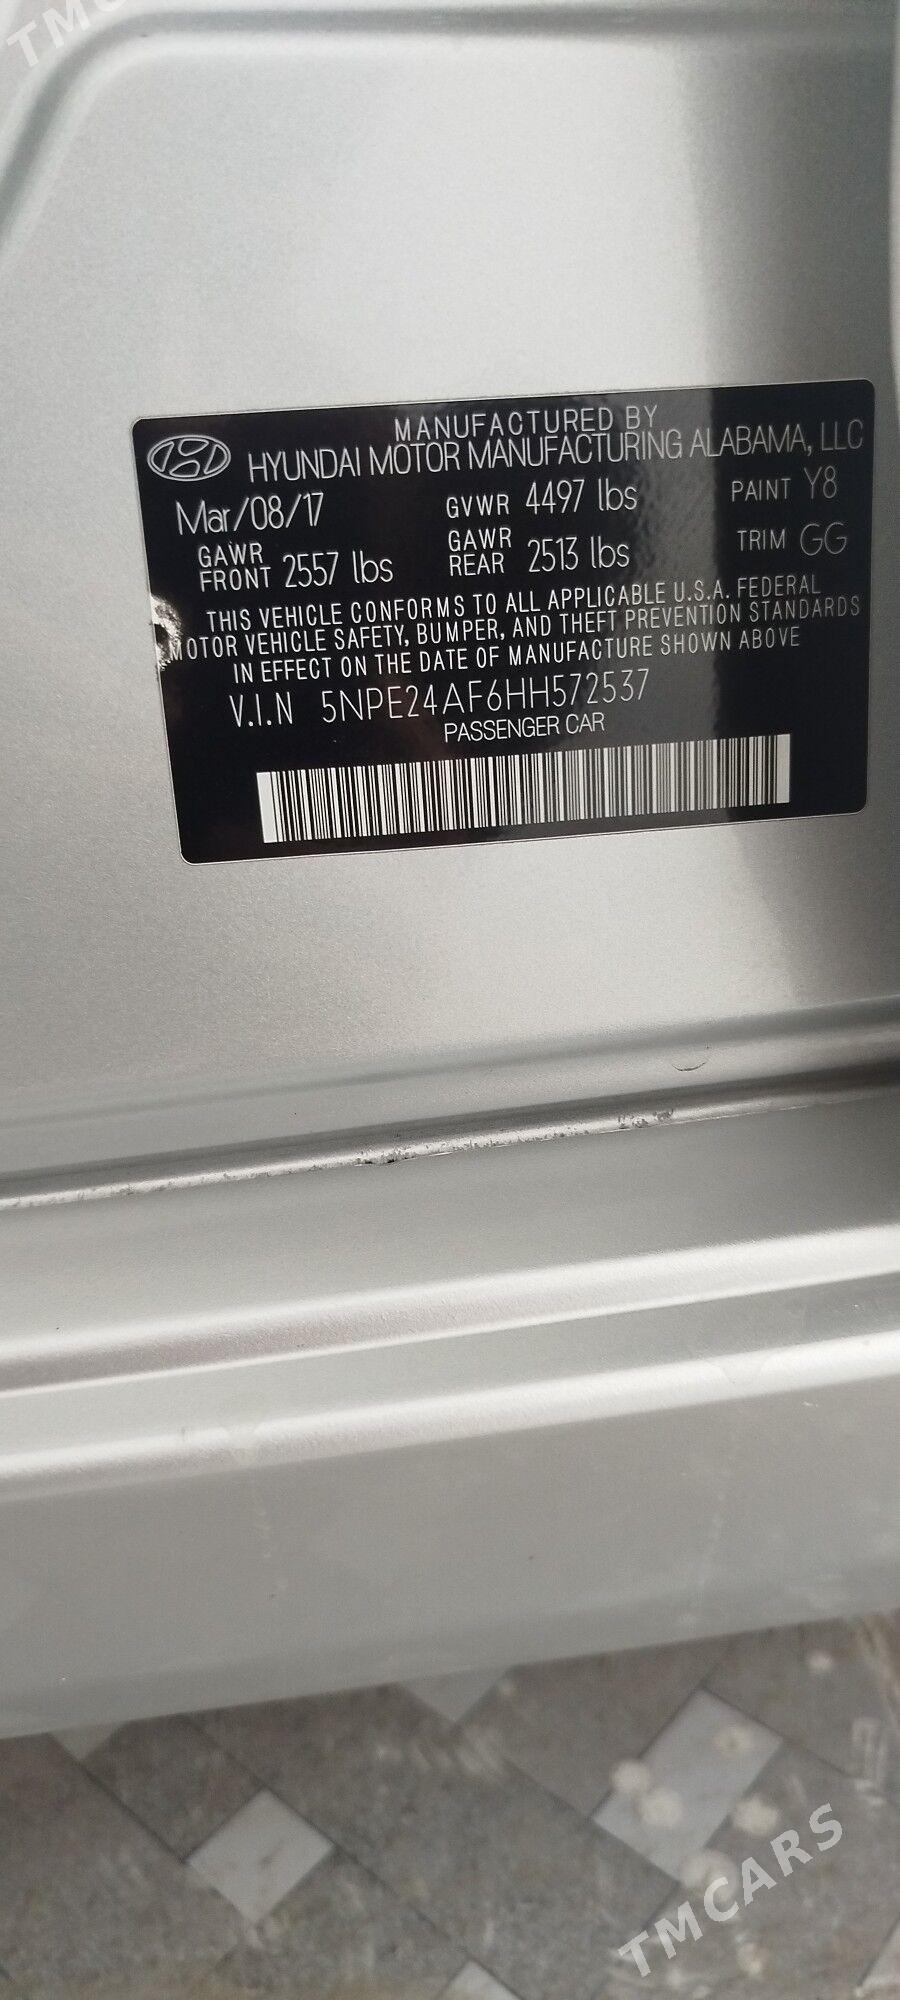 TMC
MANUFACTURED BY
HYUNDAI MOTOR MANUFACTURING ALABAMA, LLC
Mar/08/17 GVWR 4497 lbs PAINT Y8
GAWR FRONT 2557 lbs GAWR REAR 2513 lbs TRIM GG
THIS VEHICLE CONFORMS TO ALL APPLICABLE U.S.A. FEDERAL
MOTOR VEHICLE SAFETY, BUMPER, AND THEFT PREVENTION STANDARDS
IN EFFECT ON THE DATE OF MANUFACTURE SHOWN ABOVE
V.I.N 5NPE24AF6HH572537
PASSENGER CAR
TMCARS